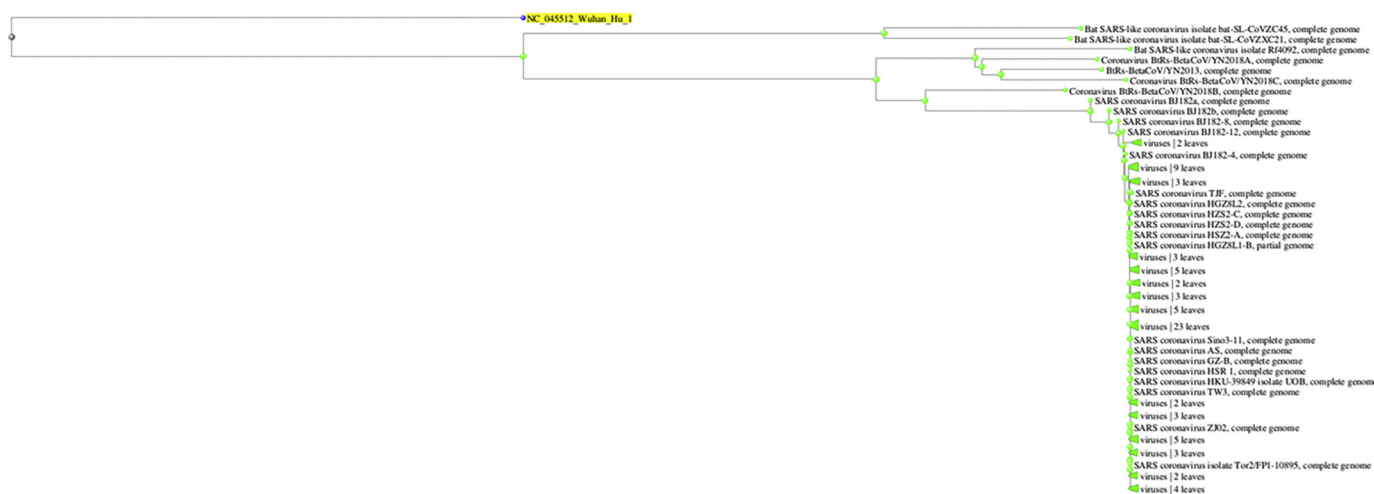 NC_045512_Wuhan_Hu_1
Bat SARS-like coronavirus isolate bat-SL-CoVZC45, complete genome
Bat SARS-like coronavirus isolate bat-SL-CoVZXC21, complete genome
Bat SARS-like coronavirus isolate Rf4092, complete genome
Coronavirus BtRs-BetaCoV/YN2018A, complete genome
BtRs-BetaCoV/YN2013, complete genome
Coronavirus BtRs-BetaCoV/YN2018C, complete genome
Coronavirus BtRs-BetaCoV/YN2018B, complete genome
SARS coronavirus BJ182a, complete genome
SARS coronavirus BJ182b, complete genome
SARS coronavirus BJ182-8, complete genome
SARS coronavirus BJ182-12, complete genome
viruses | 2 leaves
SARS coronavirus BJ182-4, complete genome
viruses | 9 leaves
viruses | 3 leaves
SARS coronavirus TJF, complete genome
SARS coronavirus HGZ8L2, complete genome
SARS coronavirus HZS2-C, complete genome
SARS coronavirus HZS2-D, complete genome
SARS coronavirus HSZ2-A, complete genome
SARS coronavirus HGZ8L1-B, partial genome
viruses | 3 leaves
viruses | 5 leaves
viruses | 2 leaves
viruses | 3 leaves
viruses | 5 leaves
viruses | 23 leaves
SARS coronavirus Sino3-11, complete genome
SARS coronavirus AS, complete genome
SARS coronavirus GZ-B, complete genome
SARS coronavirus HSR 1, complete genome
SARS coronavirus HKU-39849 isolate UOB, complete genom
SARS coronavirus TW3, complete genome
viruses | 2 leaves
viruses | 3 leaves
SARS coronavirus ZJ02, complete genome
viruses | 5 leaves
viruses | 3 leaves
SARS coronavirus isolate Tor2/FP1-10895, complete genome
viruses | 2 leaves
viruses | 4 leaves